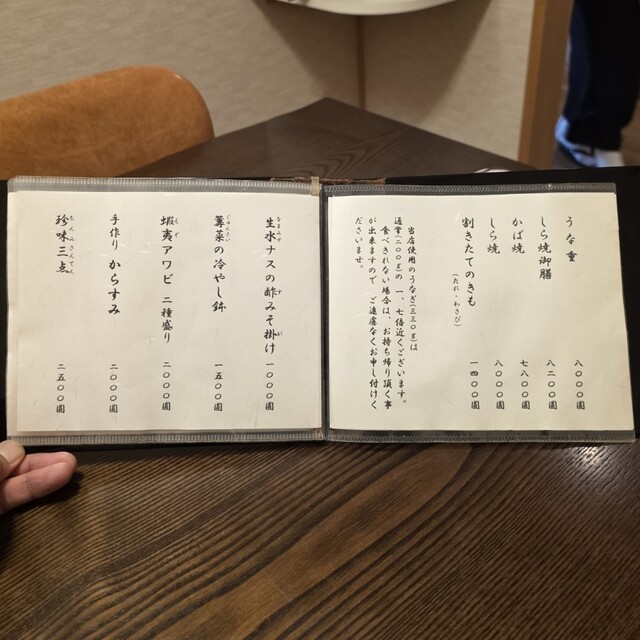 うな重 八〇〇〇圓
しら焼御膳 八二〇〇圓
かば焼 七八〇〇圓
しら焼 八〇〇〇圓
割きたてのきも(たれ・わさび) 一四〇〇圓
当店使用のうなぎ(三三〇g)は
通常(二〇〇g)の一、七倍近くございます。
食べきれない場合は、お持ち帰り頂く事
が出来ますので、ご遠慮なくお申し付けく
ださいませ。
生水ナスの酢みそ掛け 一〇〇〇圓
蓴菜の冷やし鉢 一五〇〇圓
蝦夷アワビ 二種盛り 二〇〇〇圓
手作り からすみ 二〇〇〇圓
珍味三点 二五〇〇圓